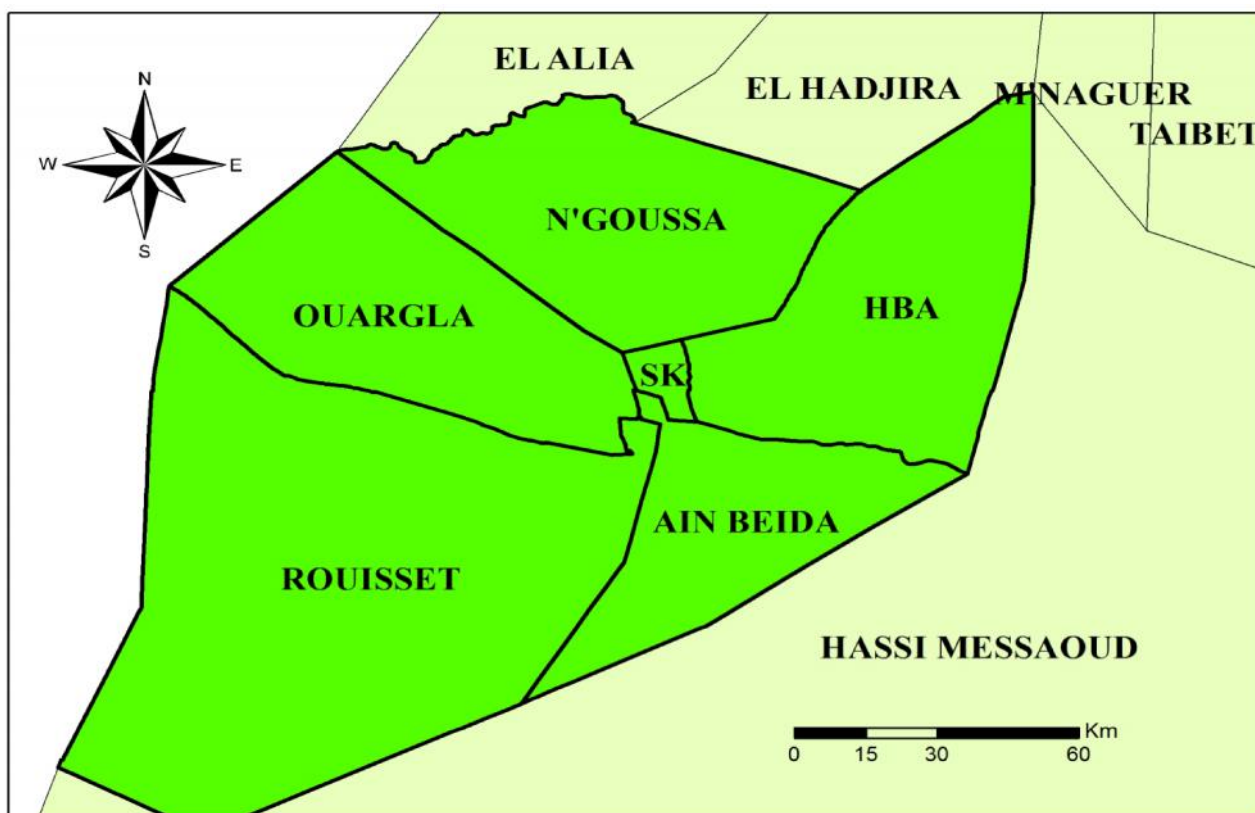 EL ALIA
EL HADJIRA
M'NAGUER
TAIBET
N
W
E
S
N'GOUSSA
OUARGLA
HBA
SK
AIN BEIDA
ROUISSET
HASSI MESSAOUD
Km
0 15 30 60